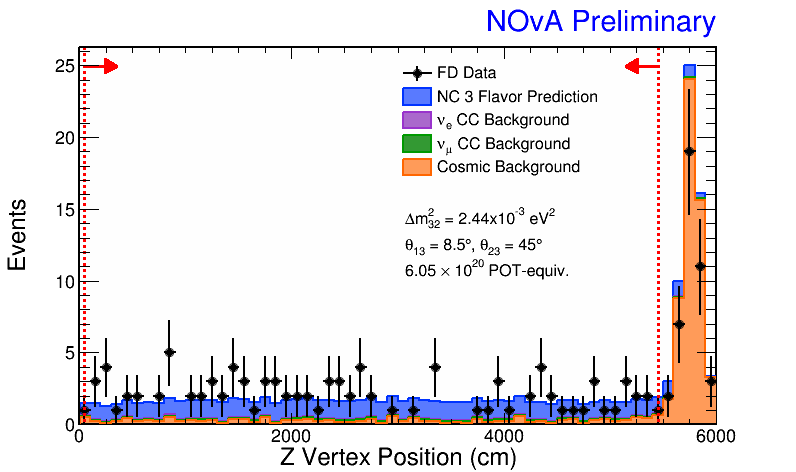 NOvA Preliminary
25
20
15
10
5
0
Events
FD Data
NC 3 Flavor Prediction
νe CC Background
νμ CC Background
Cosmic Background
Δm²32 = 2.44x10⁻³ eV²
θ13 = 8.5°, θ23 = 45°
6.05 × 10²⁰ POT-equiv.
0 2000 4000 6000
Z Vertex Position (cm)